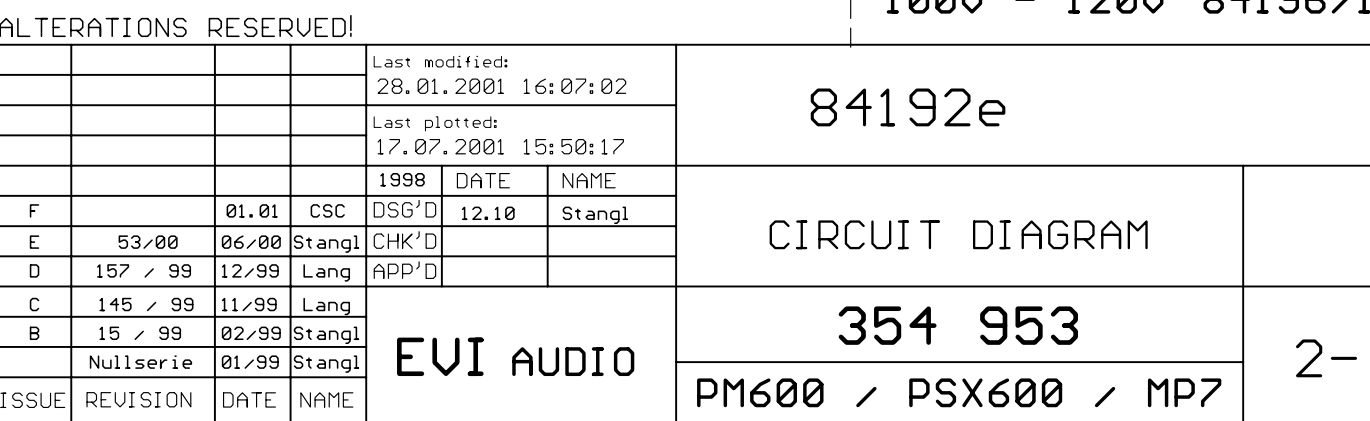 100V - 120V
ALTERATIONS RESERVED!
Last modified:
28.01.2001 16:07:02
84192e
Last plotted:
17.07.2001 15:50:17
1998 DATE NAME
F 01.01 CSC DSG'D 12.10 Stangl
CIRCUIT DIAGRAM
E 53/00 06/00 Stangl CHK'D
D 157 / 99 12/99 Lang APP'D
C 145 / 99 11/99 Lang
354 953
B 15 / 99 02/99 Stangl
EVI AUDIO
2-
Nullserie 01/99 Stangl
PM600 / PSX600 / MP7
ISSUE REVISION DATE NAME